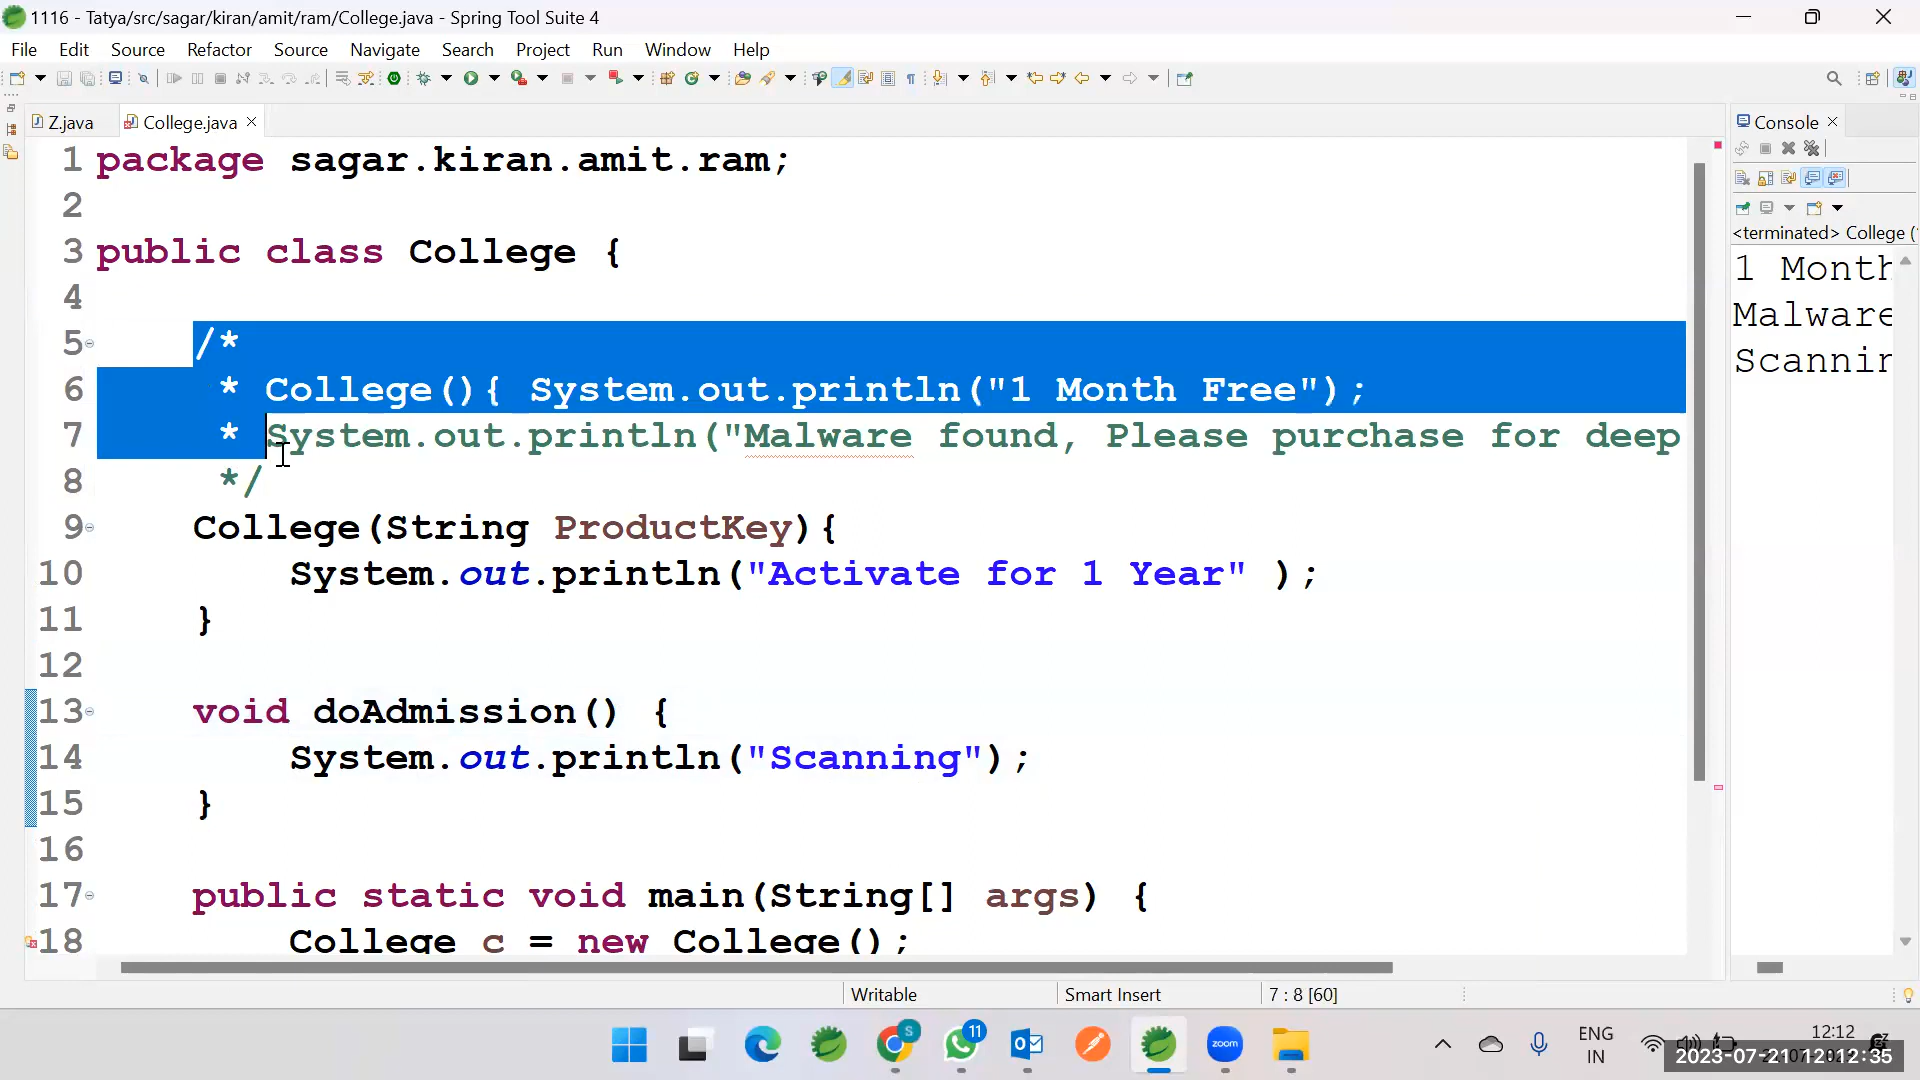 1116 - Tatya/src/sagar/kiran/amit/ram/College.java - Spring Tool Suite 4
File Edit Source Refactor Source Navigate Search Project Run Window Help
Z.java College.java
Console
<terminated> College (
1 package sagar.kiran.amit.ram;
2
3 public class College {
4
5 /*
6 * College(){ System.out.println("1 Month Free");
7 * System.out.println("Malware found, Please purchase for deep
8 */
9 College(String ProductKey){
10 System.out.println("Activate for 1 Year" );
11 }
12
13 void doAdmission() {
14 System.out.println("Scanning");
15 }
16
17 public static void main(String[] args) {
18 College c = new College();
1 Month
Malware
Scannin
Writable Smart Insert 7 : 8 [60]
S 11 zoom
ENG
IN
12:12
2023-07-21 12:12:35